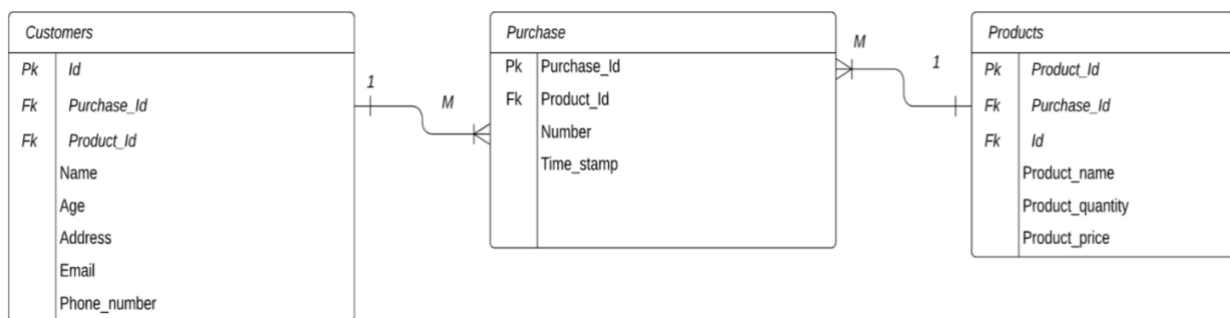 Customers
Pk Id
Fk Purchase_Id
Fk Product_Id
Name
Age
Address
Email
Phone_number
1
M
Purchase
Pk Purchase_Id
Fk Product_Id
Number
Time_stamp
M
1
Products
Pk Product_Id
Fk Purchase_Id
Fk Id
Product_name
Product_quantity
Product_price